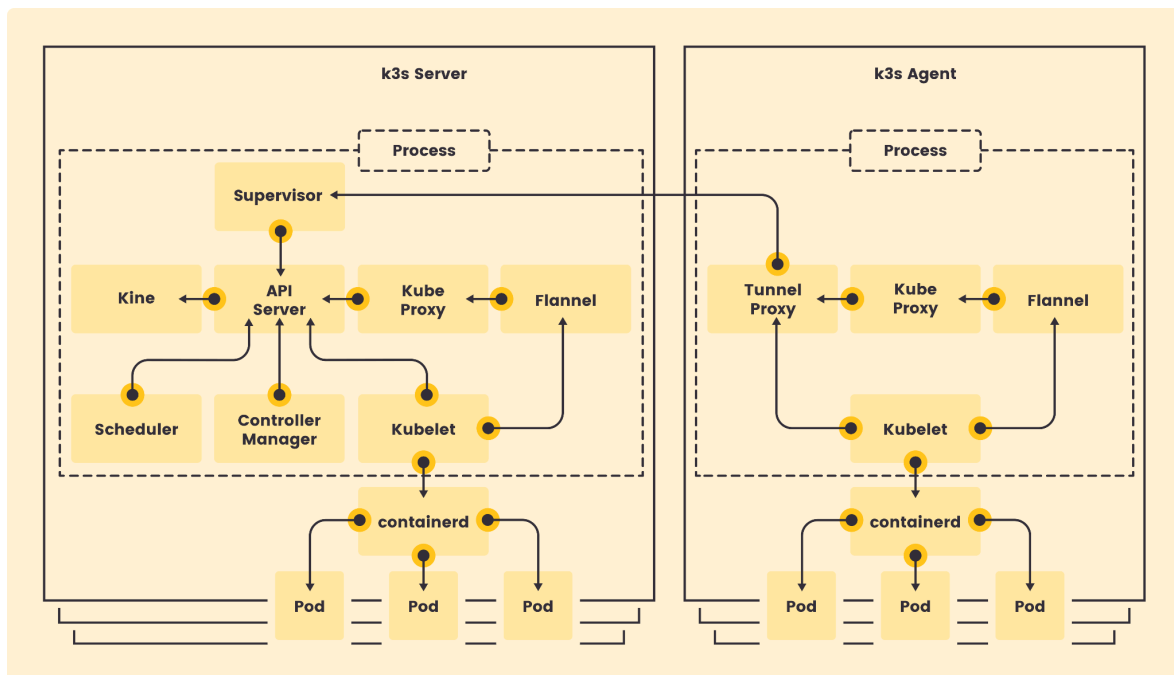 k3s Server
k3s Agent
Process
Process
Supervisor
Kine
API
Server
Kube
Proxy
Flannel
Tunnel
Proxy
Kube
Proxy
Flannel
Scheduler
Controller
Manager
Kubelet
Kubelet
containerd
containerd
Pod
Pod
Pod
Pod
Pod
Pod